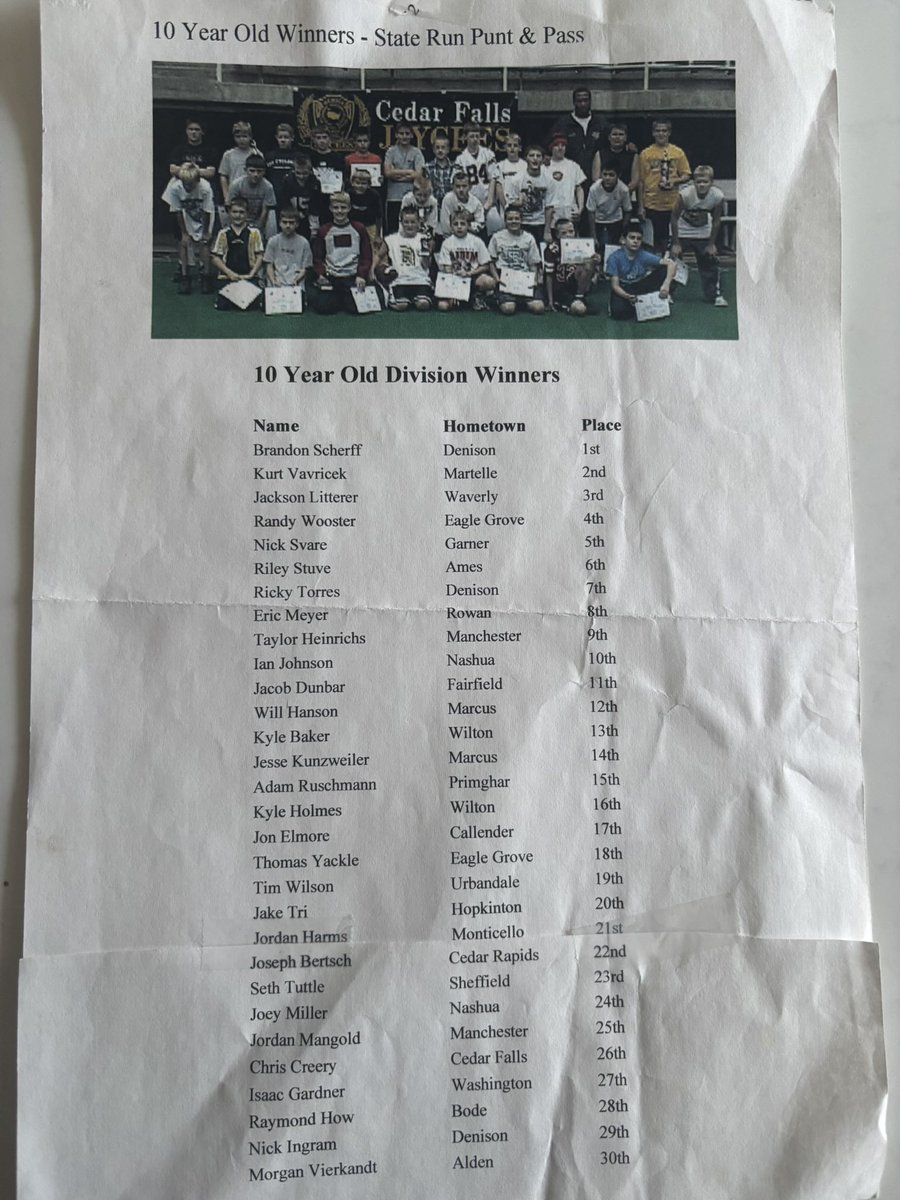 10 Year Old Winners - State Run Punt & Pass
Cedar Falls
JAYCEES
84
10 Year Old Division Winners
Name Hometown Place
Brandon Scherff Denison 1st
Kurt Vavricek Martelle 2nd
Jackson Litterer Waverly 3rd
Randy Wooster Eagle Grove 4th
Nick Svare Garner 5th
Riley Stuve Ames 6th
Ricky Torres Denison 7th
Eric Meyer Rowan 8th
Taylor Heinrichs Manchester 9th
Ian Johnson Nashua 10th
Jacob Dunbar Fairfield 11th
Will Hanson Marcus 12th
Kyle Baker Wilton 13th
Jesse Kunzweiler Marcus 14th
Adam Ruschmann Primghar 15th
Kyle Holmes Wilton 16th
Jon Elmore Callender 17th
Thomas Yackle Eagle Grove 18th
Tim Wilson Urbandale 19th
Jake Tri Hopkinton 20th
Jordan Harms Monticello 21st
Joseph Bertsch Cedar Rapids 22nd
Seth Tuttle Sheffield 23rd
Joey Miller Nashua 24th
Jordan Mangold Manchester 25th
Chris Creery Cedar Falls 26th
Isaac Gardner Washington 27th
Raymond How Bode 28th
Nick Ingram Denison 29th
Morgan Vierkandt Alden 30th